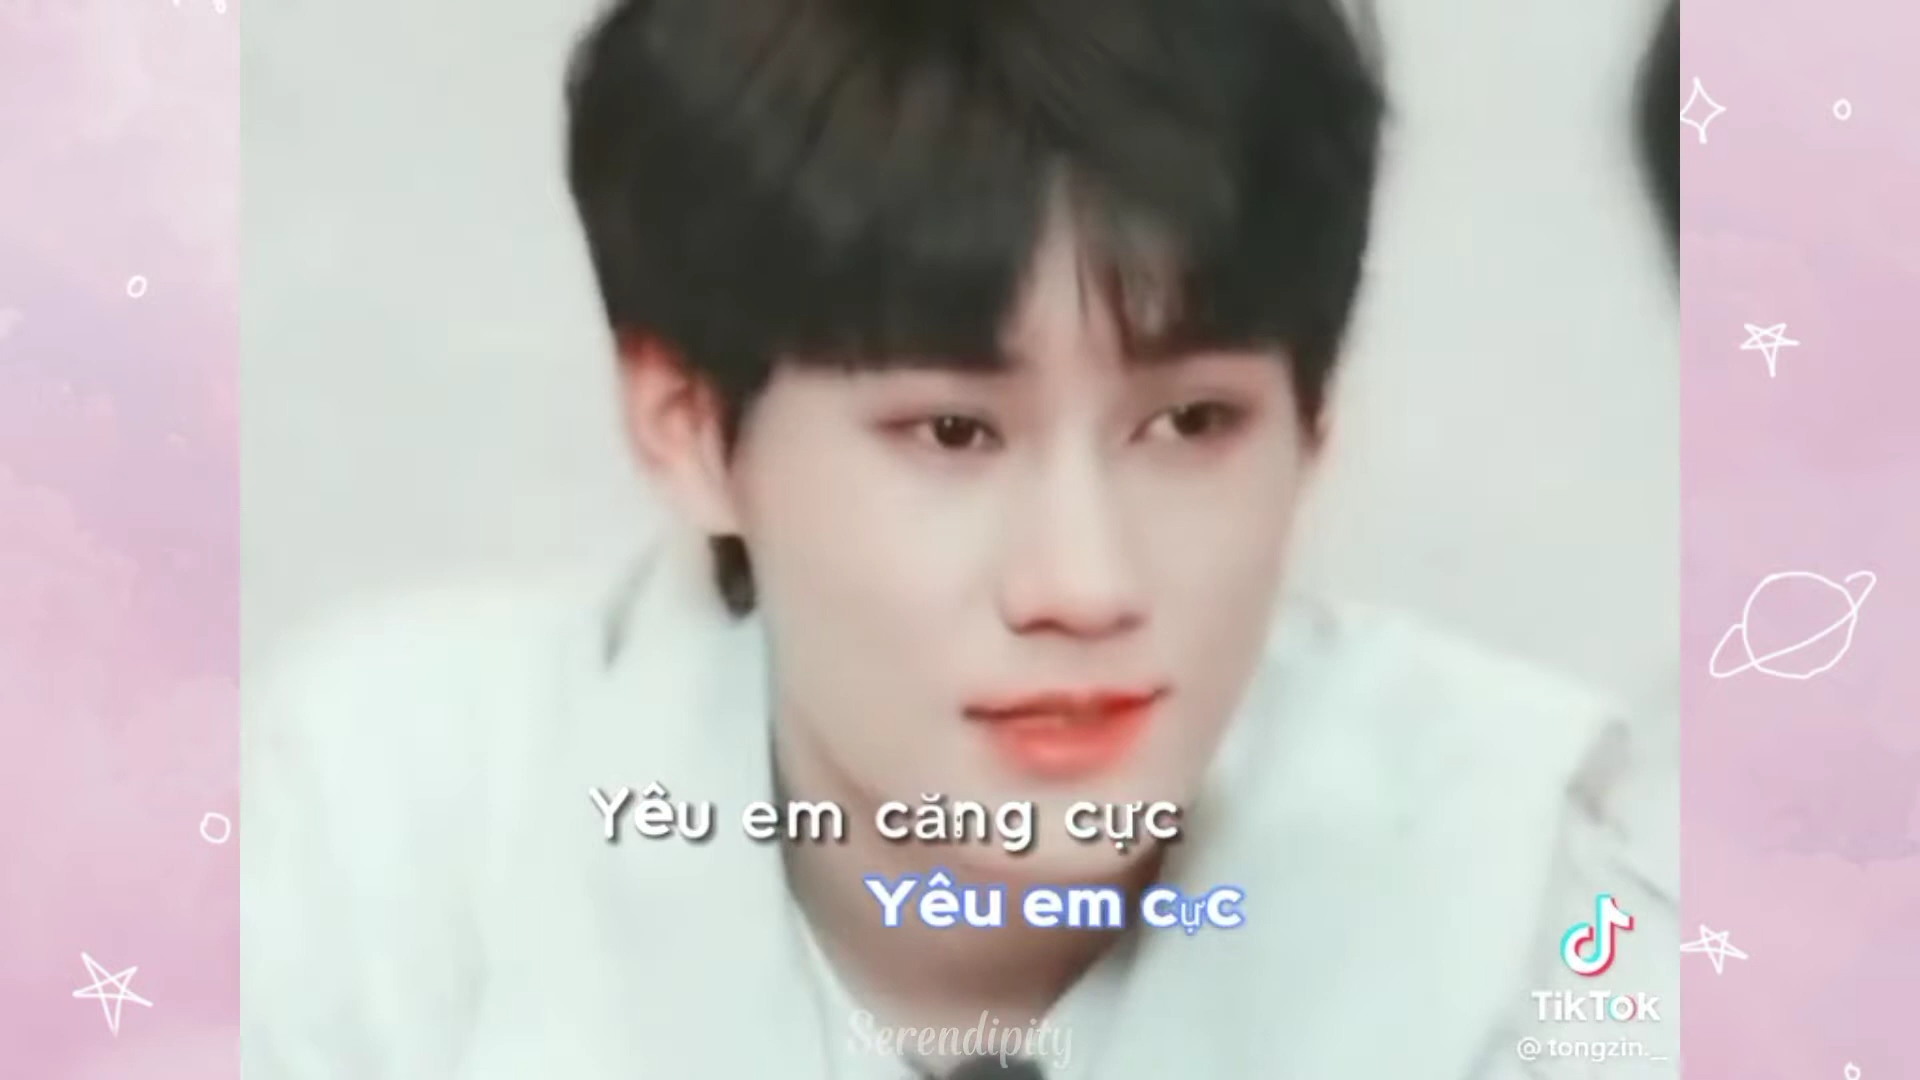 Yêu em căng cực
Yêu em cực
Serendipity
TikTok
@tongzin._